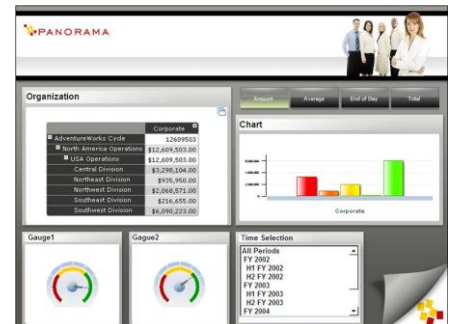 PANORAMA
Organization
Amount Average End of Day Total
Corporate
AdventureWorks Cycle 12609503
North America Operations $12,609,503.00
USA Operations $12,609,503.00
Central Division $3,298,104.00
Northeast Division $935,950.00
Northwest Division $2,068,571.00
Southeast Division $216,655.00
Southwest Division $6,090,223.00
Chart
Corporate
Gauge1
Gague2
Time Selection
All Periods
FY 2002
H1 FY 2002
H2 FY 2002
FY 2003
H1 FY 2003
H2 FY 2003
FY 2004